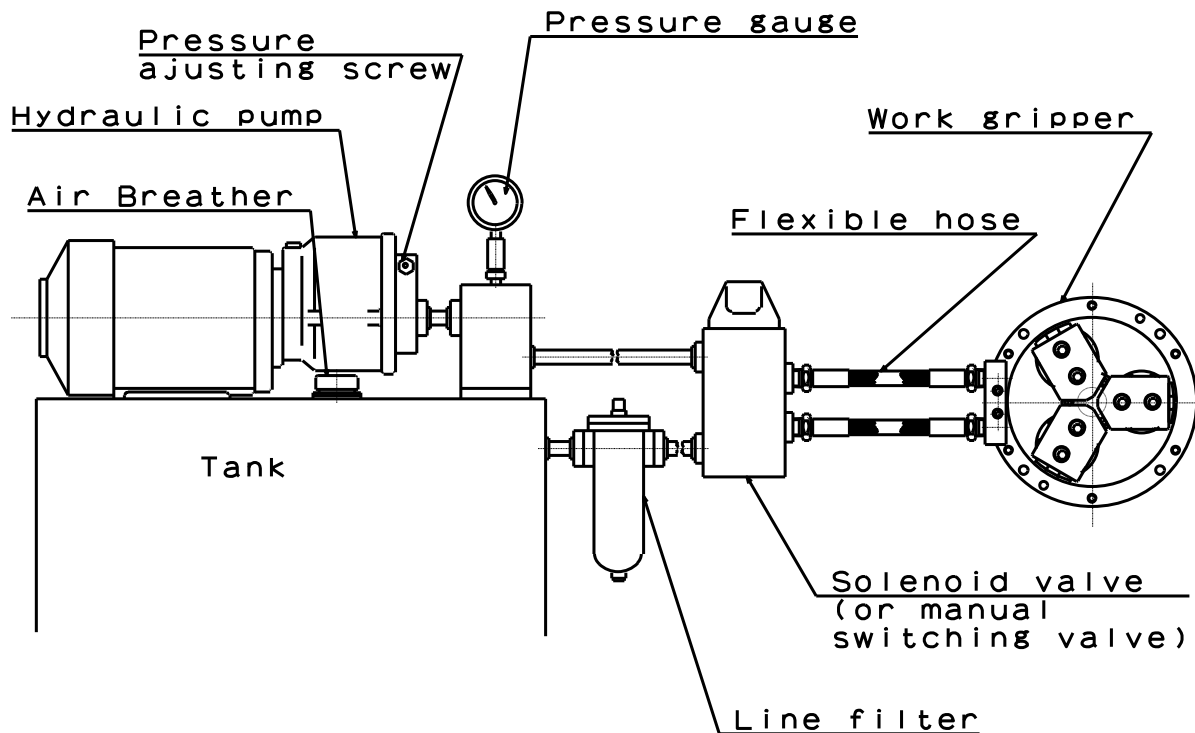 Pressure gauge
Pressure
ajusting screw
Hydraulic pump
Work gripper
Air Breather
Flexible hose
Tank
Solenoid valve
(or manual
switching valve)
Line filter